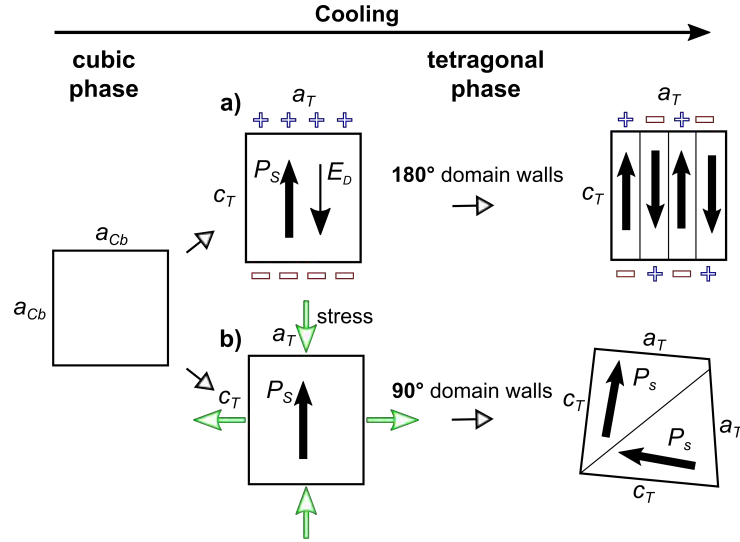 Cooling
cubic
phase
tetragonal
phase
a)
a_T
+ + + +
a_T
+ − + −
P_S
E_D
c_T
180° domain walls
c_T
a_Cb
− − − −
− + − +
a_Cb
stress
b)
a_T
a_T
c_T
P_S
90° domain walls
c_T
P_s
a_T
P_s
c_T